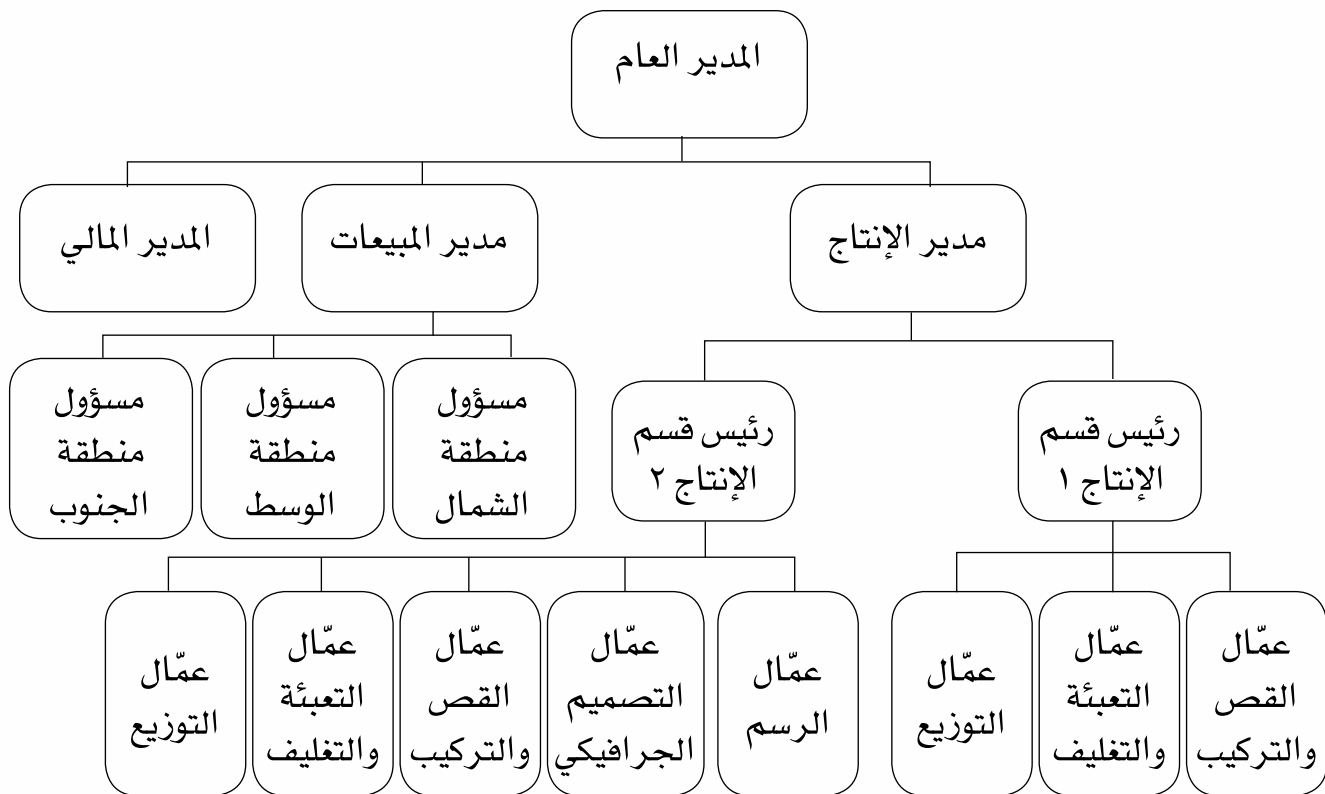 المدير العام
مدير الإنتاج
مدير المبيعات
المدير المالي
مسؤول
منطقة
الشمال
مسؤول
منطقة
الوسط
مسؤول
منطقة
الجنوب
رئيس قسم
الإنتاج ١
رئيس قسم
الإنتاج ٢
عمّال
القص
والتركيب
عمّال
التعبئة
والتغليف
عمّال
التوزيع
عمّال
الرسم
عمّال
التصميم
الجرافيكي
عمّال
القص
والتركيب
عمّال
التعبئة
والتغليف
عمّال
التوزيع